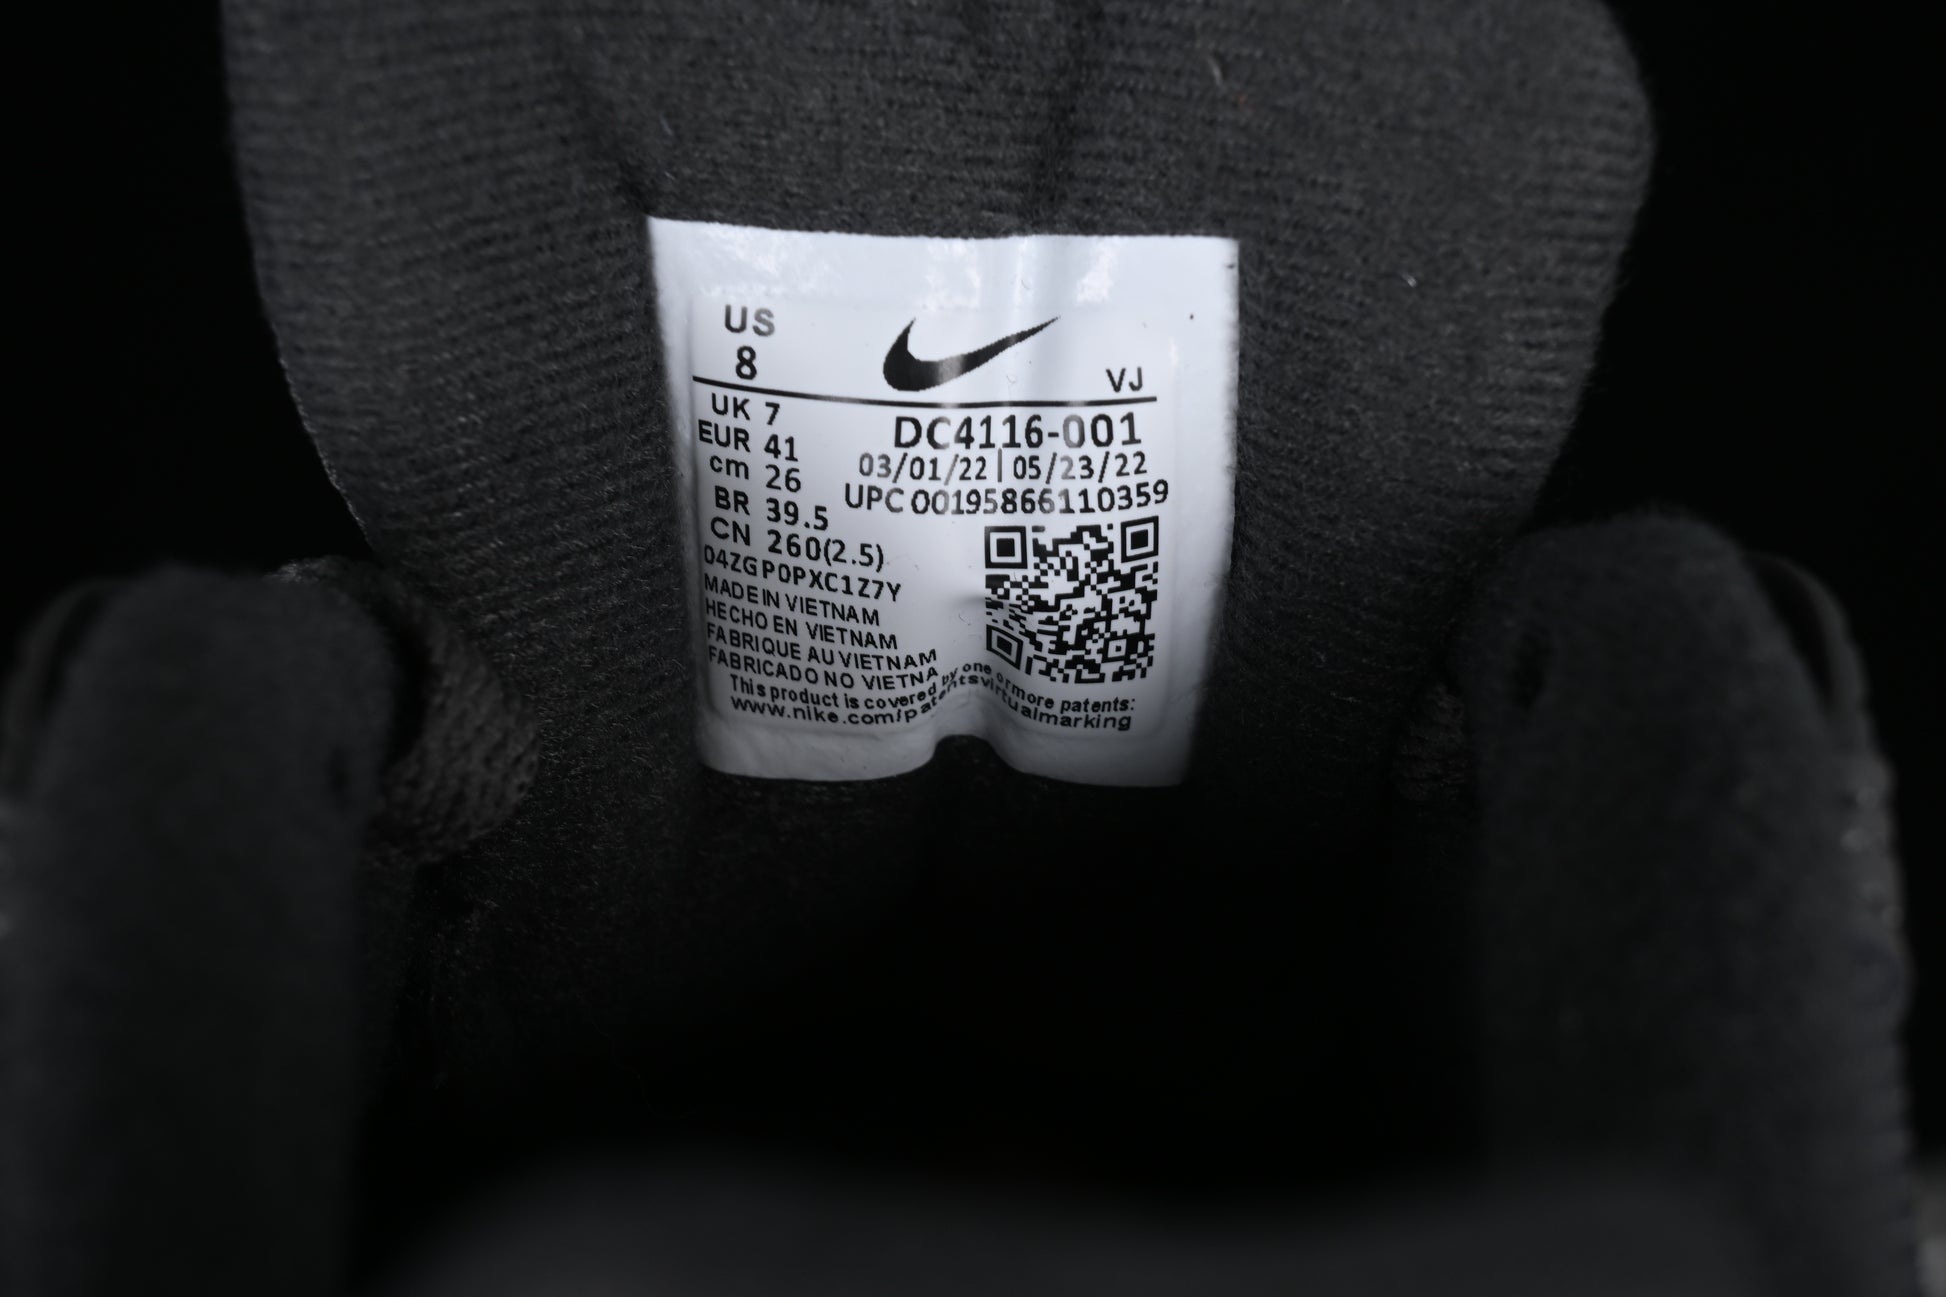 US
8
VJ
UK 7
EUR 41
cm 26
BR 39.5
CN 260(2.5)
DC4116-001
03/01/22 | 05/23/22
UPC 00195866110359
04ZGP0PXC1Z7Y
MADE IN VIETNAM
HECHO EN VIETNAM
FABRIQUE AU VIETNAM
FABRICADO NO VIETNA
This product is covered by one or more patents:
www.nike.com/patentsvirtualmarking